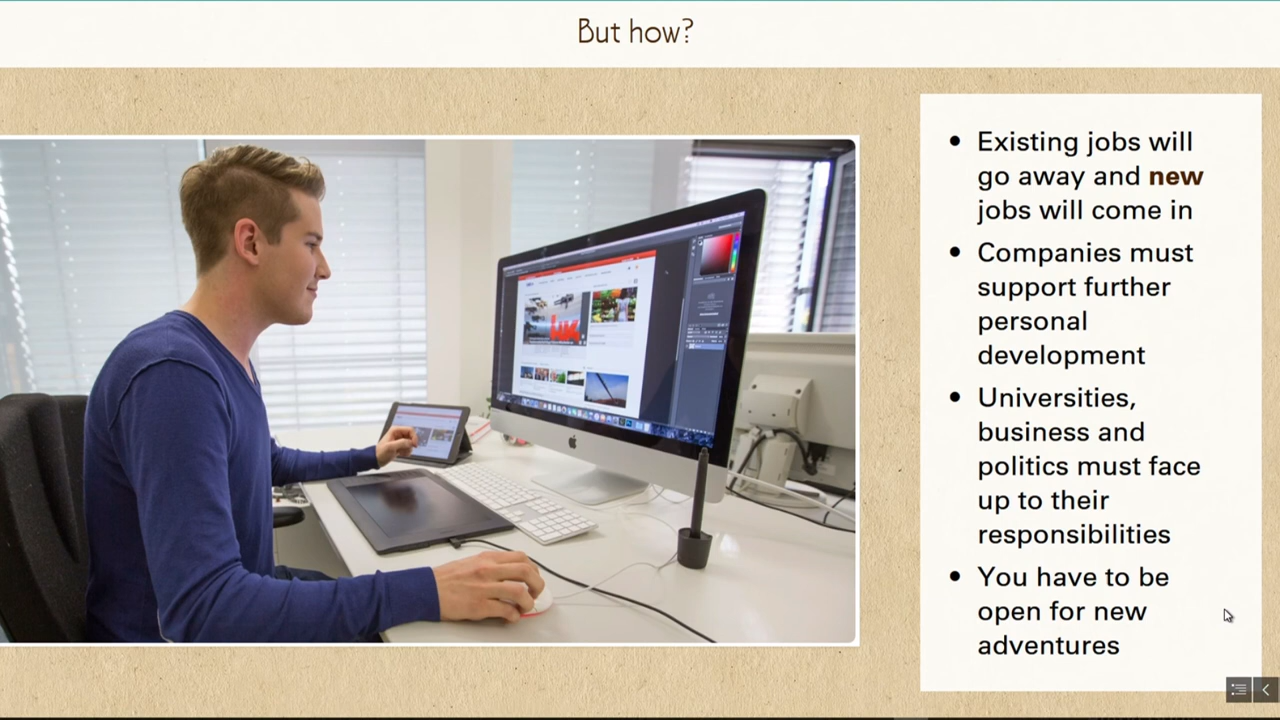 But how?
• Existing jobs will
go away and new
jobs will come in
• Companies must
support further
personal
development
• Universities,
business and
politics must face
up to their
responsibilities
• You have to be
open for new
adventures